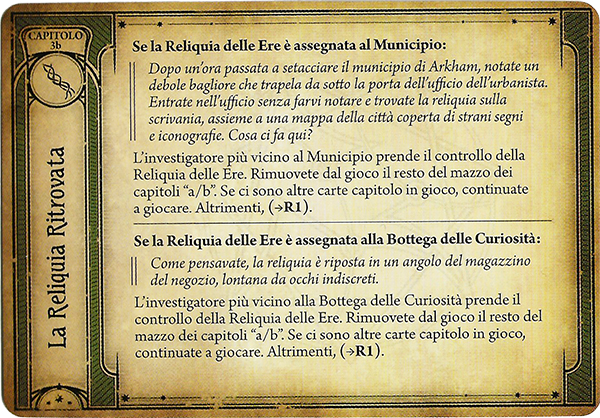 CAPITOLO
3b
La Reliquia Ritrovata
Se la Reliquia delle Ere è assegnata al Municipio:
Dopo un'ora passata a setacciare il municipio di Arkham, notate un
debole bagliore che trapela da sotto la porta dell'ufficio dell'urbanista.
Entrate nell'ufficio senza farvi notare e trovate la reliquia sulla
scrivania, assieme a una mappa della città coperta di strani segni
e iconografie. Cosa ci fa qui?
L'investigatore più vicino al Municipio prende il controllo della
Reliquia delle Ere. Rimuovete dal gioco il resto del mazzo dei
capitoli “a/b”. Se ci sono altre carte capitolo in gioco, continuate
a giocare. Altrimenti, (→R1).
Se la Reliquia delle Ere è assegnata alla Bottega delle Curiosità:
Come pensavate, la reliquia è riposta in un angolo del magazzino
del negozio, lontana da occhi indiscreti.
L'investigatore più vicino alla Bottega delle Curiosità prende il
controllo della Reliquia delle Ere. Rimuovete dal gioco il resto del
mazzo dei capitoli “a/b”. Se ci sono altre carte capitolo in gioco,
continuate a giocare. Altrimenti, (→R1).